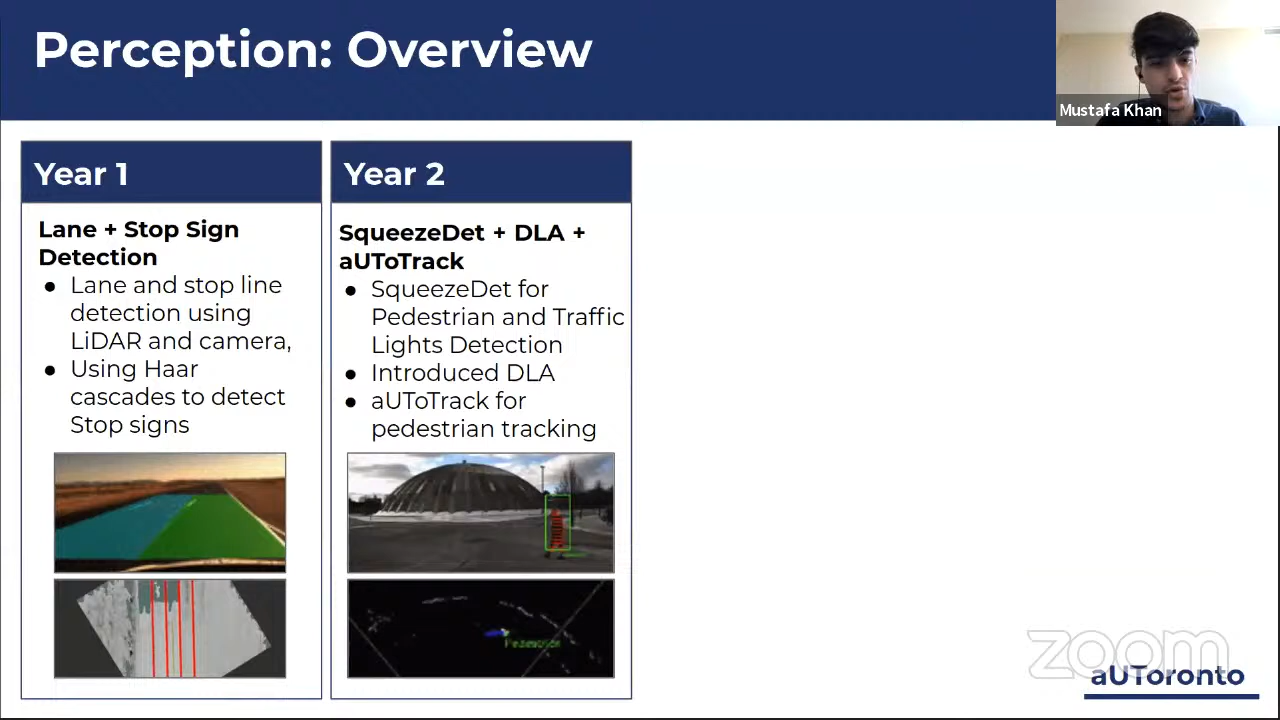 Perception: Overview
Mustafa Khan
Year 1
Lane + Stop Sign
Detection
● Lane and stop line
detection using
LiDAR and camera,
● Using Haar
cascades to detect
Stop signs
Year 2
SqueezeDet + DLA +
aUToTrack
● SqueezeDet for
Pedestrian and Traffic
Lights Detection
● Introduced DLA
● aUToTrack for
pedestrian tracking
Pedestrian
zoom
aUToronto